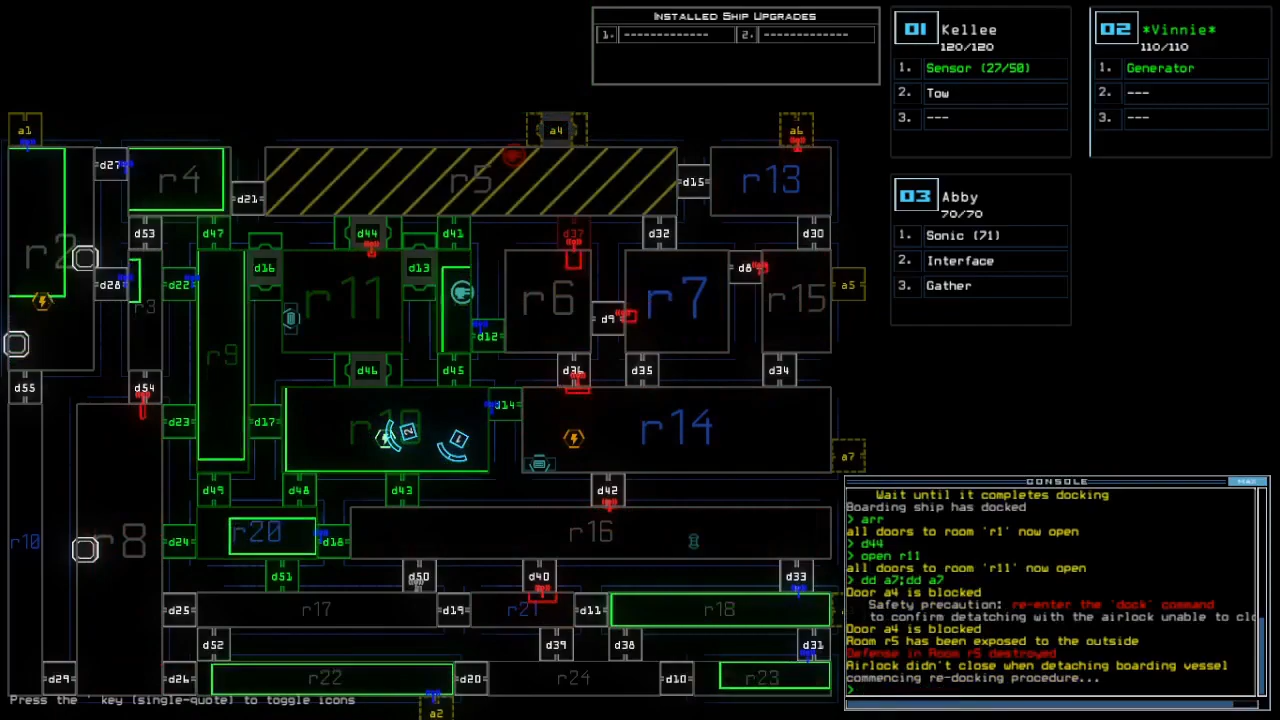 Installed Ship Upgrades
1. ------------- 2. -------------
01 Kellee
120/120
1. Sensor (27/50)
2. Tow
3. ---
02 *Vinnie*
110/110
1. Generator
2. ---
3. ---
03 Abby
70/70
1. Sonic (71)
2. Interface
3. Gather
a1 a4 a6
d27 r4 r5 d15 r13
d21
r2 d53 d47 d44 d41 d37 d32 d30
d28 d22 d16 r11 d13 r6 r7 d8 r15 a5
r3 r9 d12 d9
d55 d54 d46 d45 d36 d35 d34
d23 d17 d14 r14 a7
d49 d48 d43 d42
r10 r8 d24 r20 d18 r16
d51 d50 d40 d33
d25 r17 d19 r21 d11 r18
d52 d39 d38 d31
d29 d26 r22 d20 r24 d10 r23
a2
Press the ' key (single-quote) to toggle icons
CONSOLE
Wait until it completes docking
Boarding ship has docked
> arr
all doors to room 'r1' now open
> d44
> open r11
all doors to room 'r11' now open
> dd a7;dd a7
Door a4 is blocked
Safety precaution: re-enter the 'dock' command
to confirm detatching with the airlock unable to clo
Door a4 is blocked
Room r5 has been exposed to the outside
Defense in Room r5 destroyed
Airlock didn't close when detaching boarding vessel
commencing re-docking procedure...
>